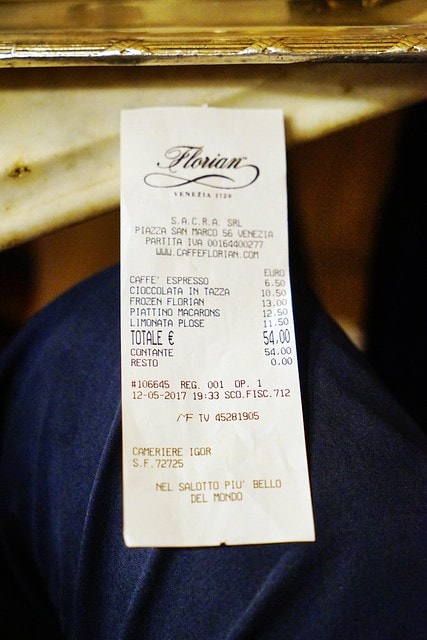 Florian
VENEZIA 1720
S.A.C.R.A. SRL
PIAZZA SAN MARCO 56 VENEZIA
PARTITA IVA 00164400277
WWW.CAFFEFLORIAN.COM
EURO
CAFFE' ESPRESSO 6.50
CIOCCOLATA IN TAZZA 10.50
FROZEN FLORIAN 13.00
PIATTINO MACARONS 12.50
LIMONATA PLOSE 11.50
TOTALE € 54,00
CONTANTE 54.00
RESTO 0.00
#106645 REG. 001 OP. 1
12-05-2017 19:33 SCO.FISC.712
MF TV 45281905
CAMERIERE IGOR
S.F.72725
NEL SALOTTO PIU' BELLO
DEL MONDO